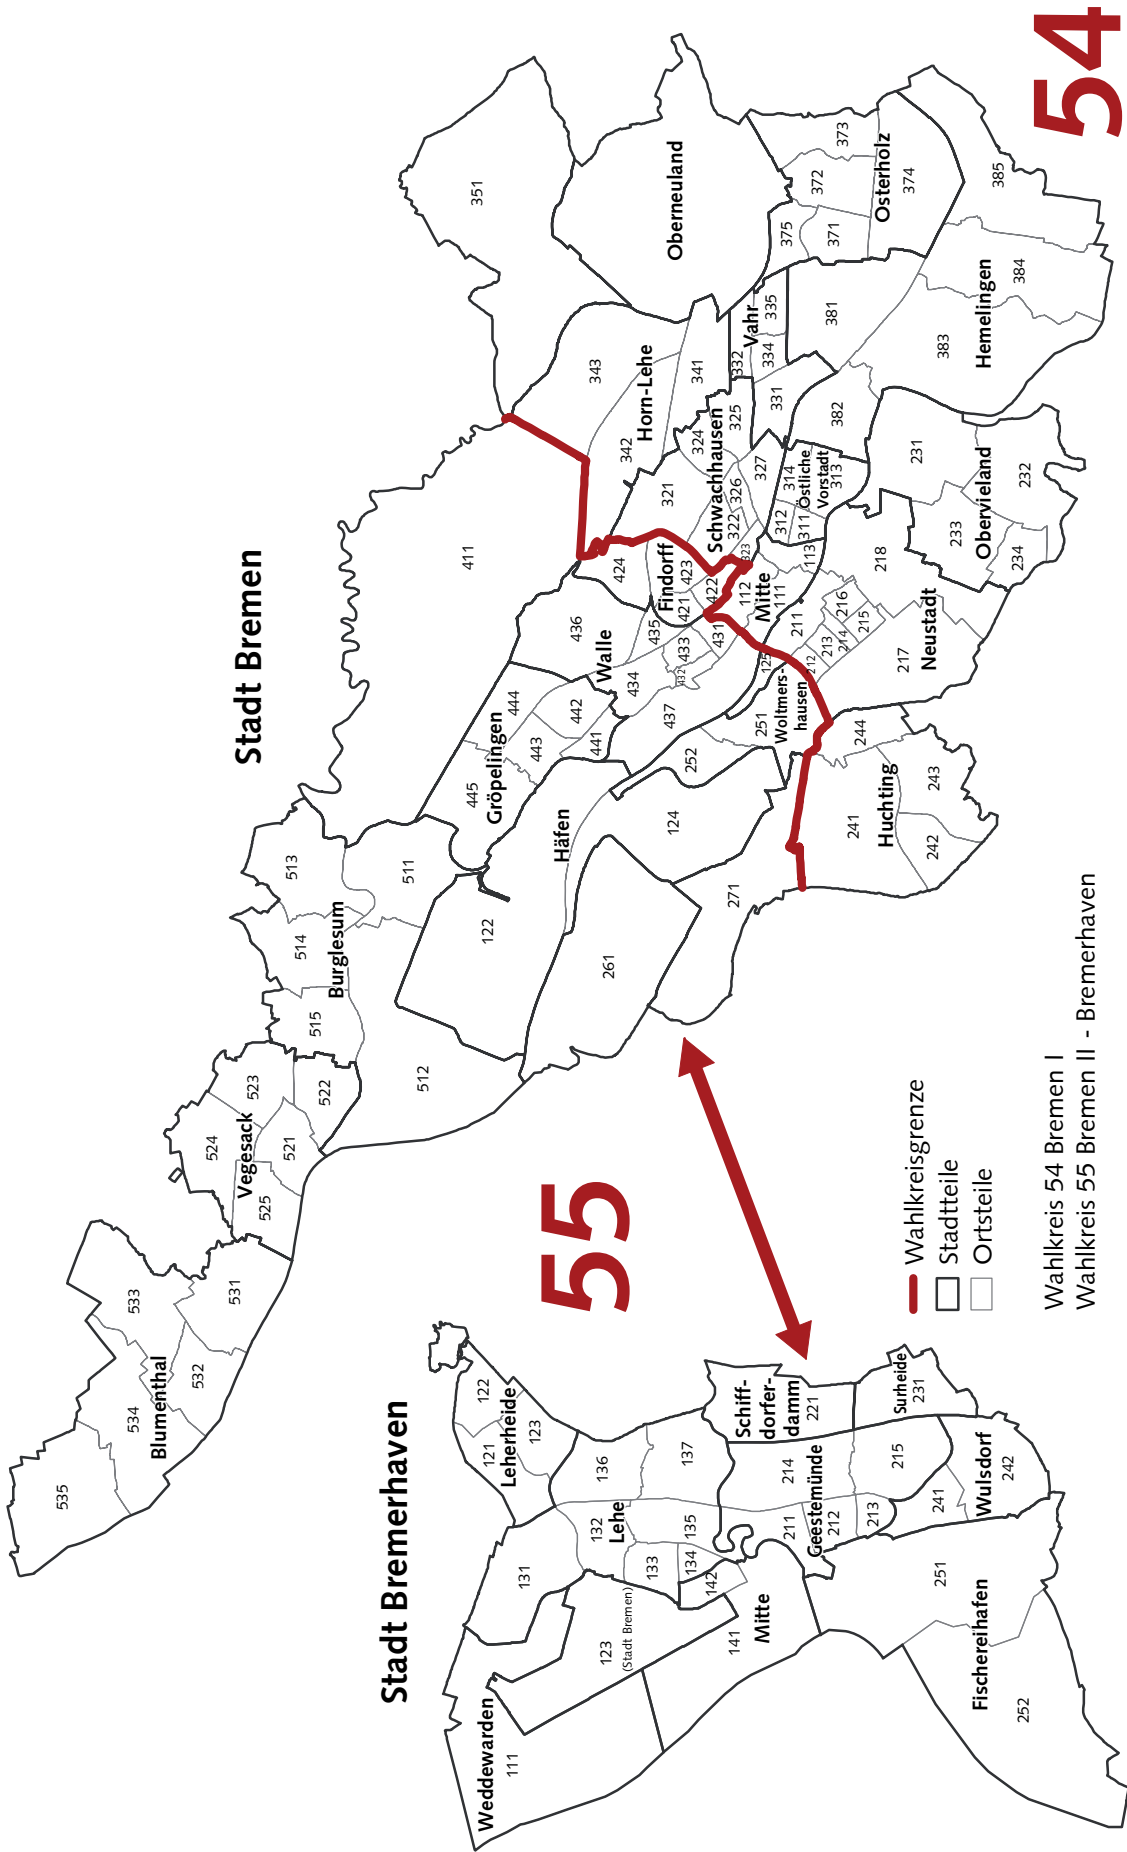 Stadt Bremerhaven
Weddewarden
111
123
(Stadt Bremen)
131
Leherheide
121
122
123
Lehe
132
133
134
135
136
137
Mitte
141
142
Geestemünde
211
212
213
214
215
Schiff-
dorfer-
damm
221
Surheide
231
Wulsdorf
241
242
Fischereihafen
251
252
55
Stadt Bremen
Blumenthal
531
532
533
534
535
Vegesack
521
522
523
524
525
Burglesum
511
512
513
514
515
Häfen
122
124
125
261
271
Gröpelingen
441
442
443
444
445
Walle
431
432
433
434
435
436
437
411
Findorff
421
422
423
424
Woltmers-
hausen
251
252
Huchting
241
242
243
244
Neustadt
211
212
213
214
215
216
217
218
Mitte
111
112
113
Östliche
Vorstadt
311
312
313
314
Schwachhausen
321
322
323
324
325
326
327
Horn-Lehe
341
342
343
351
Oberneuland
Vahr
331
332
334
335
Osterholz
371
372
373
374
375
Hemelingen
381
382
383
384
385
Obervieland
231
232
233
234
54
Wahlkreisgrenze
Stadtteile
Ortsteile
Wahlkreis 54 Bremen I
Wahlkreis 55 Bremen II - Bremerhaven